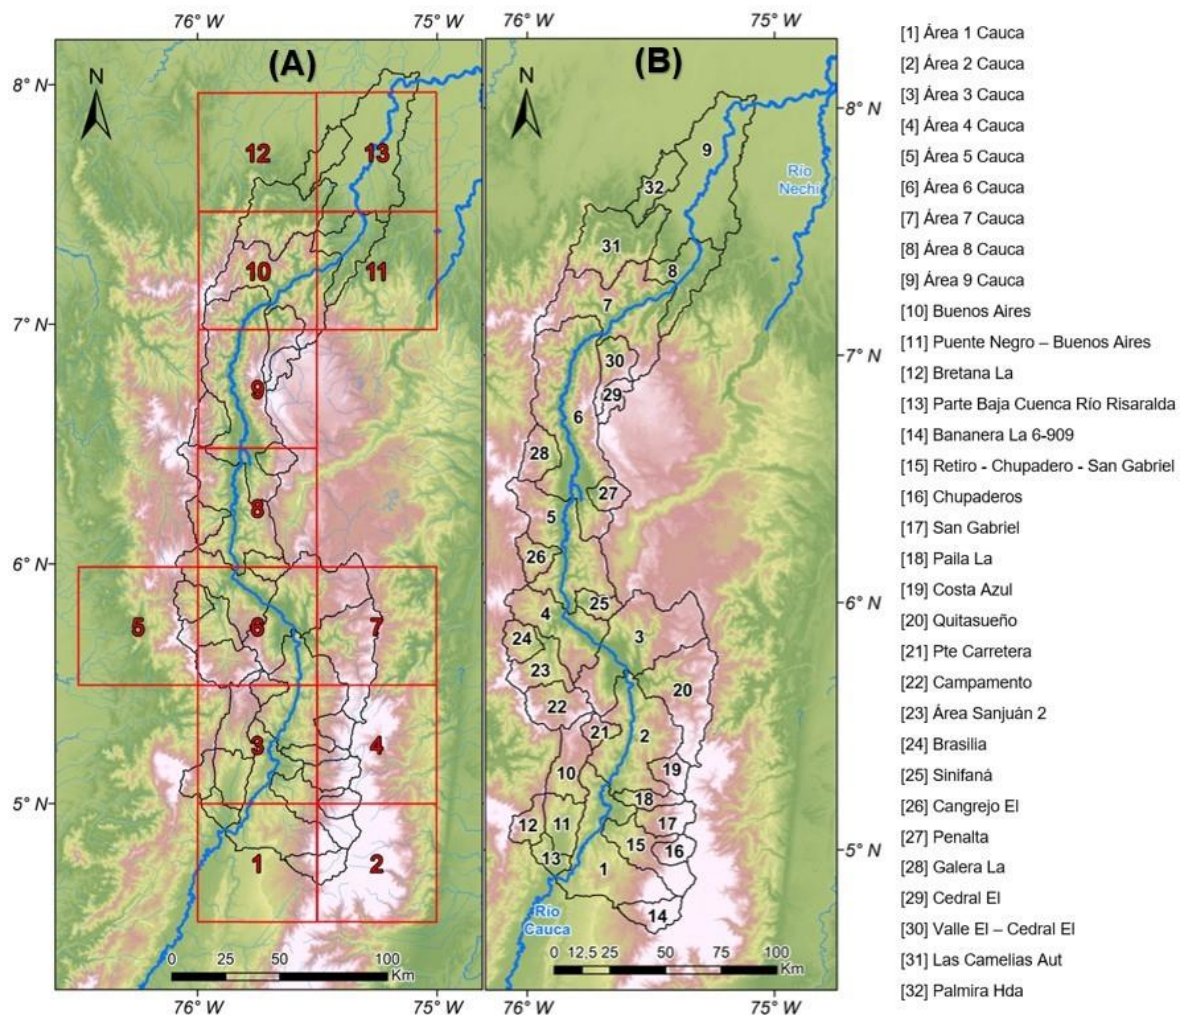 76° W
75° W
76° W
75° W
(A)
(B)
N
N
8° N
7° N
6° N
5° N
8° N
7° N
6° N
5° N
12
13
10
11
9
8
5
6
7
3
4
1
2
9
32
31
8
7
30
29
6
28
27
5
26
25
4
3
24
23
20
22
21
2
19
10
18
12
11
17
15
16
13
1
14
Río
Nechí
Río
Cauca
0 25 50 100
Km
0 12,5 25 50 75 100
Km
76° W
75° W
76° W
75° W
[1] Área 1 Cauca
[2] Área 2 Cauca
[3] Área 3 Cauca
[4] Área 4 Cauca
[5] Área 5 Cauca
[6] Área 6 Cauca
[7] Área 7 Cauca
[8] Área 8 Cauca
[9] Área 9 Cauca
[10] Buenos Aires
[11] Puente Negro – Buenos Aires
[12] Bretana La
[13] Parte Baja Cuenca Río Risaralda
[14] Bananera La 6-909
[15] Retiro - Chupadero - San Gabriel
[16] Chupaderos
[17] San Gabriel
[18] Paila La
[19] Costa Azul
[20] Quitasueño
[21] Pte Carretera
[22] Campamento
[23] Área Sanjuán 2
[24] Brasilia
[25] Sinifaná
[26] Cangrejo El
[27] Penalta
[28] Galera La
[29] Cedral El
[30] Valle El – Cedral El
[31] Las Camelias Aut
[32] Palmira Hda